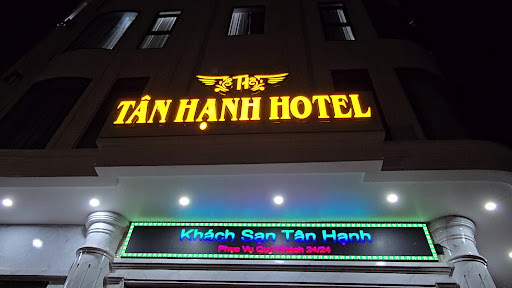 TH
TÂN HẠNH HOTEL
Khách Sạn Tân Hạnh
Phục Vụ Quý Khách 24/24